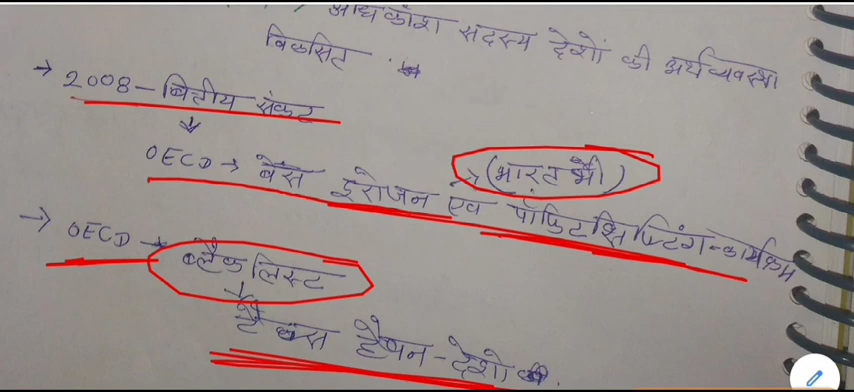 अधिकांश सदस्य देशों की अर्थव्यवस्था
विकसित
→ 2008 - वित्तीय संकट
↓
→ (भारत भी)
OECD → बेस इरोजन एवं प्रॉफिट शिफ्टिंग - कार्यक्रम
→ OECD → ब्लैक लिस्ट
↓
टैक्स हैवन - देशों की.